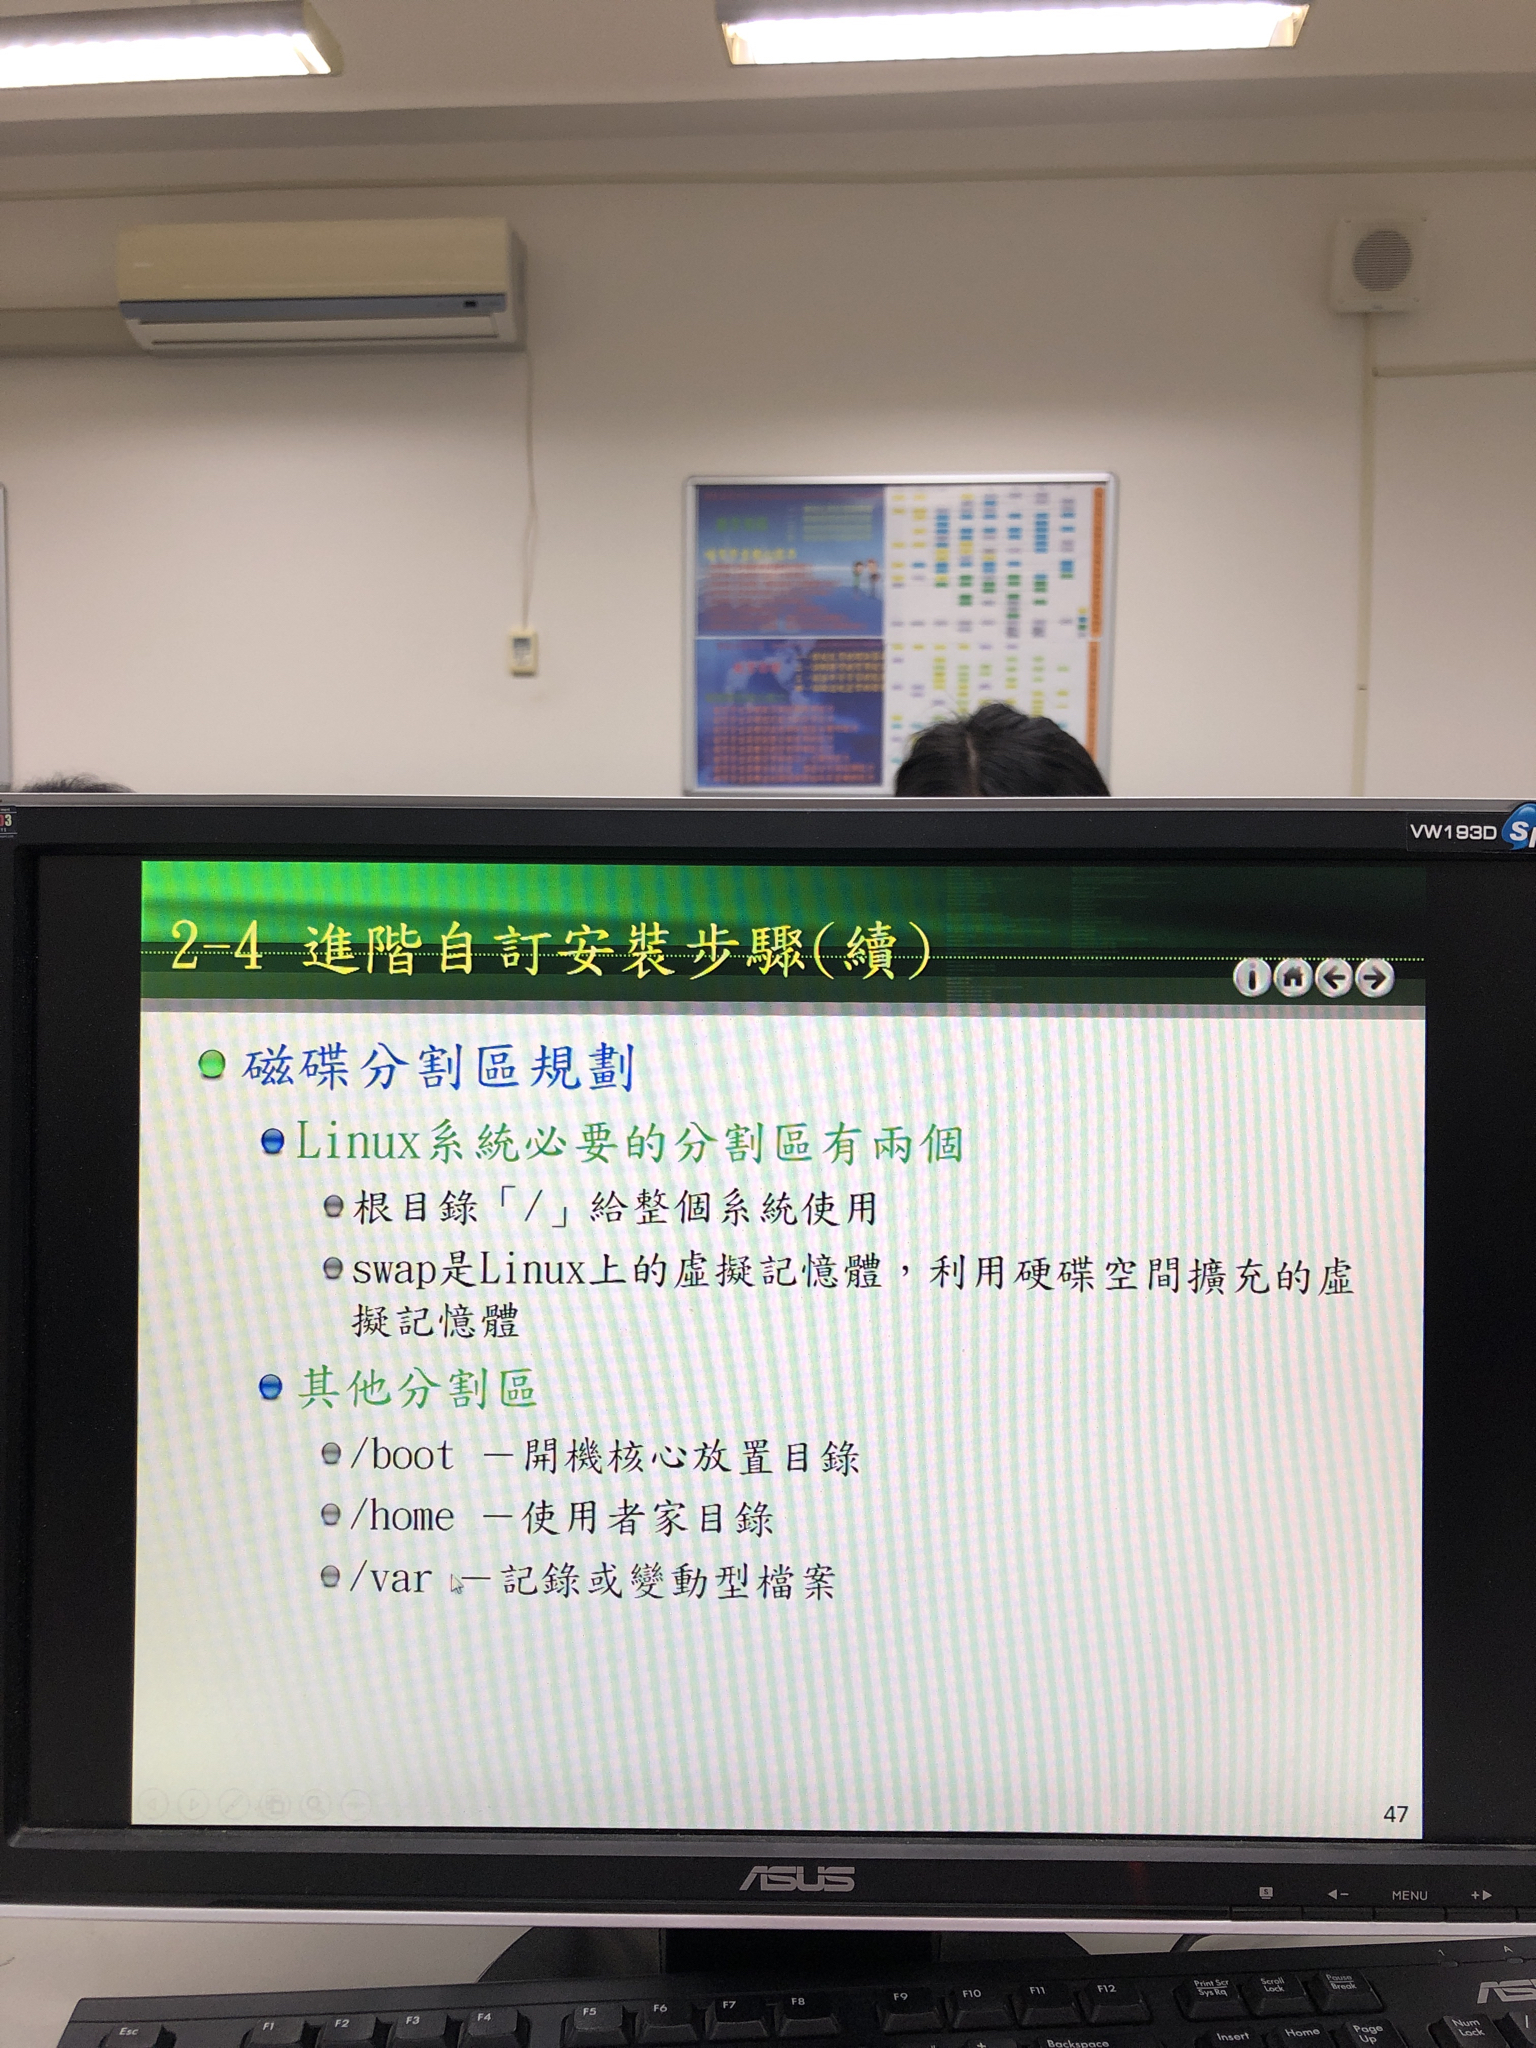 VW193D
2-4 進階自訂安裝步驟(續)
磁碟分割區規劃
Linux系統必要的分割區有兩個
根目錄「/」給整個系統使用
swap是Linux上的虛擬記憶體，利用硬碟空間擴充的虛
擬記憶體
其他分割區
/boot －開機核心放置目錄
/home －使用者家目錄
/var －記錄或變動型檔案
47
ASUS
MENU
Esc F1 F2 F3 F4 F5 F6 F7 F8 F9 F10 F11 F12 Print Scr SysRq Scroll Lock Pause Break
Backspace Insert Home Page Up Num Lock